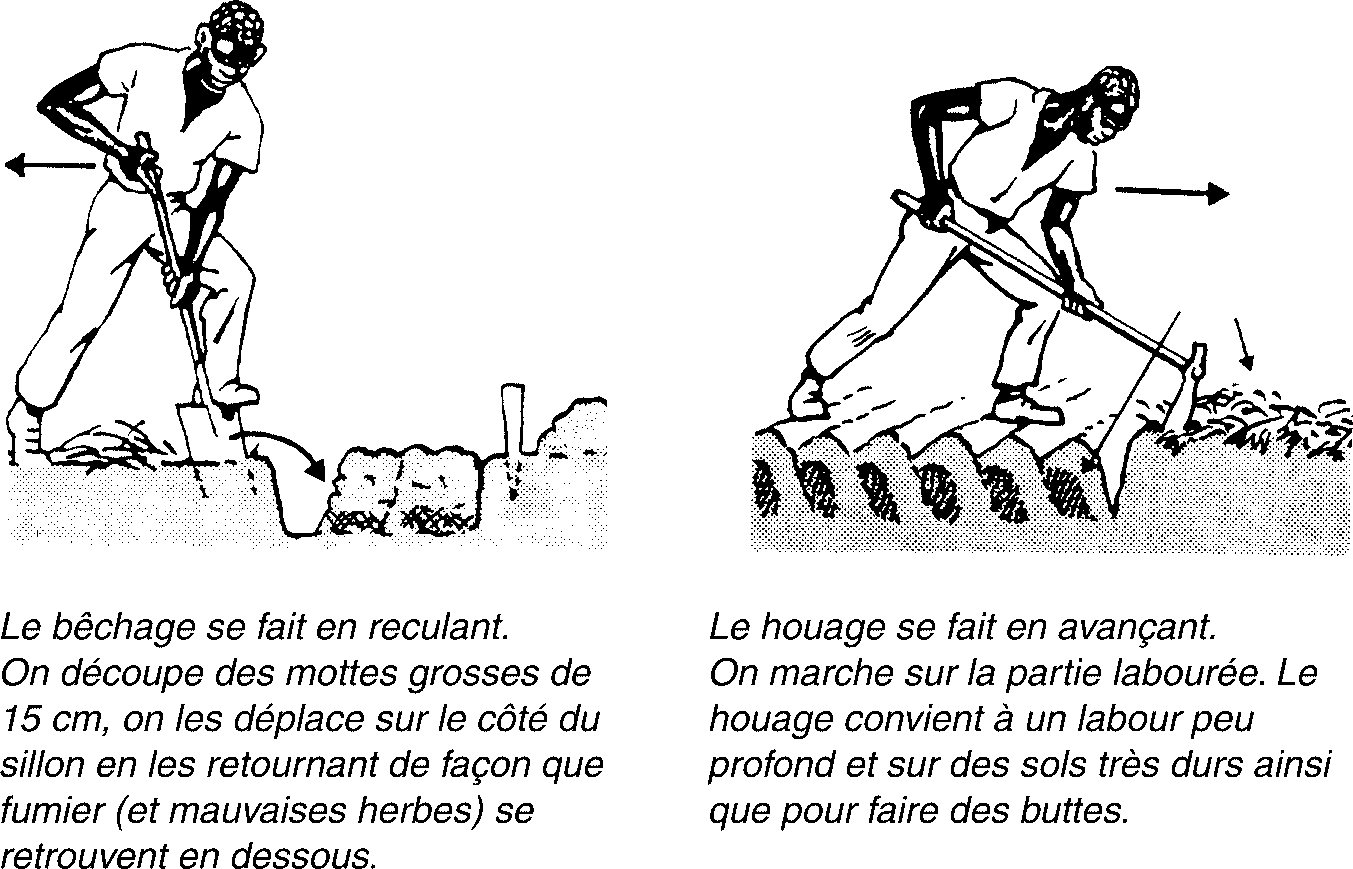 Le bêchage se fait en reculant.
On découpe des mottes grosses de
15 cm, on les déplace sur le côté du
sillon en les retournant de façon que
fumier (et mauvaises herbes) se
retrouvent en dessous.
Le houage se fait en avançant.
On marche sur la partie labourée. Le
houage convient à un labour peu
profond et sur des sols très durs ainsi
que pour faire des buttes.